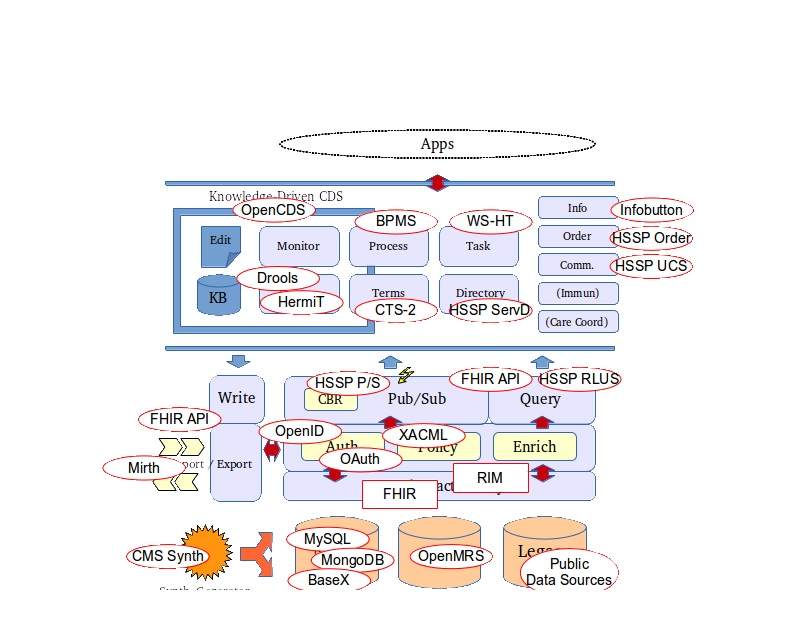 Apps
Knowledge-Driven CDS
OpenCDS
BPMS
WS-HT
Info
Infobutton
Edit
Monitor
Process
Task
Order
HSSP Order
Comm.
HSSP UCS
KB
Drools
HermiT
Terms
CTS-2
Directory
HSSP ServD
(Immun)
(Care Coord)
Write
HSSP P/S
CBR
Pub/Sub
FHIR API
HSSP RLUS
Query
FHIR API
OpenID
Auth
OAuth
XACML
Policy
Enrich
Mirth
/ Export
FHIR
RIM
MySQL
MongoDB
BaseX
OpenMRS
Public
Data Sources
CMS Synth
Synth Generator